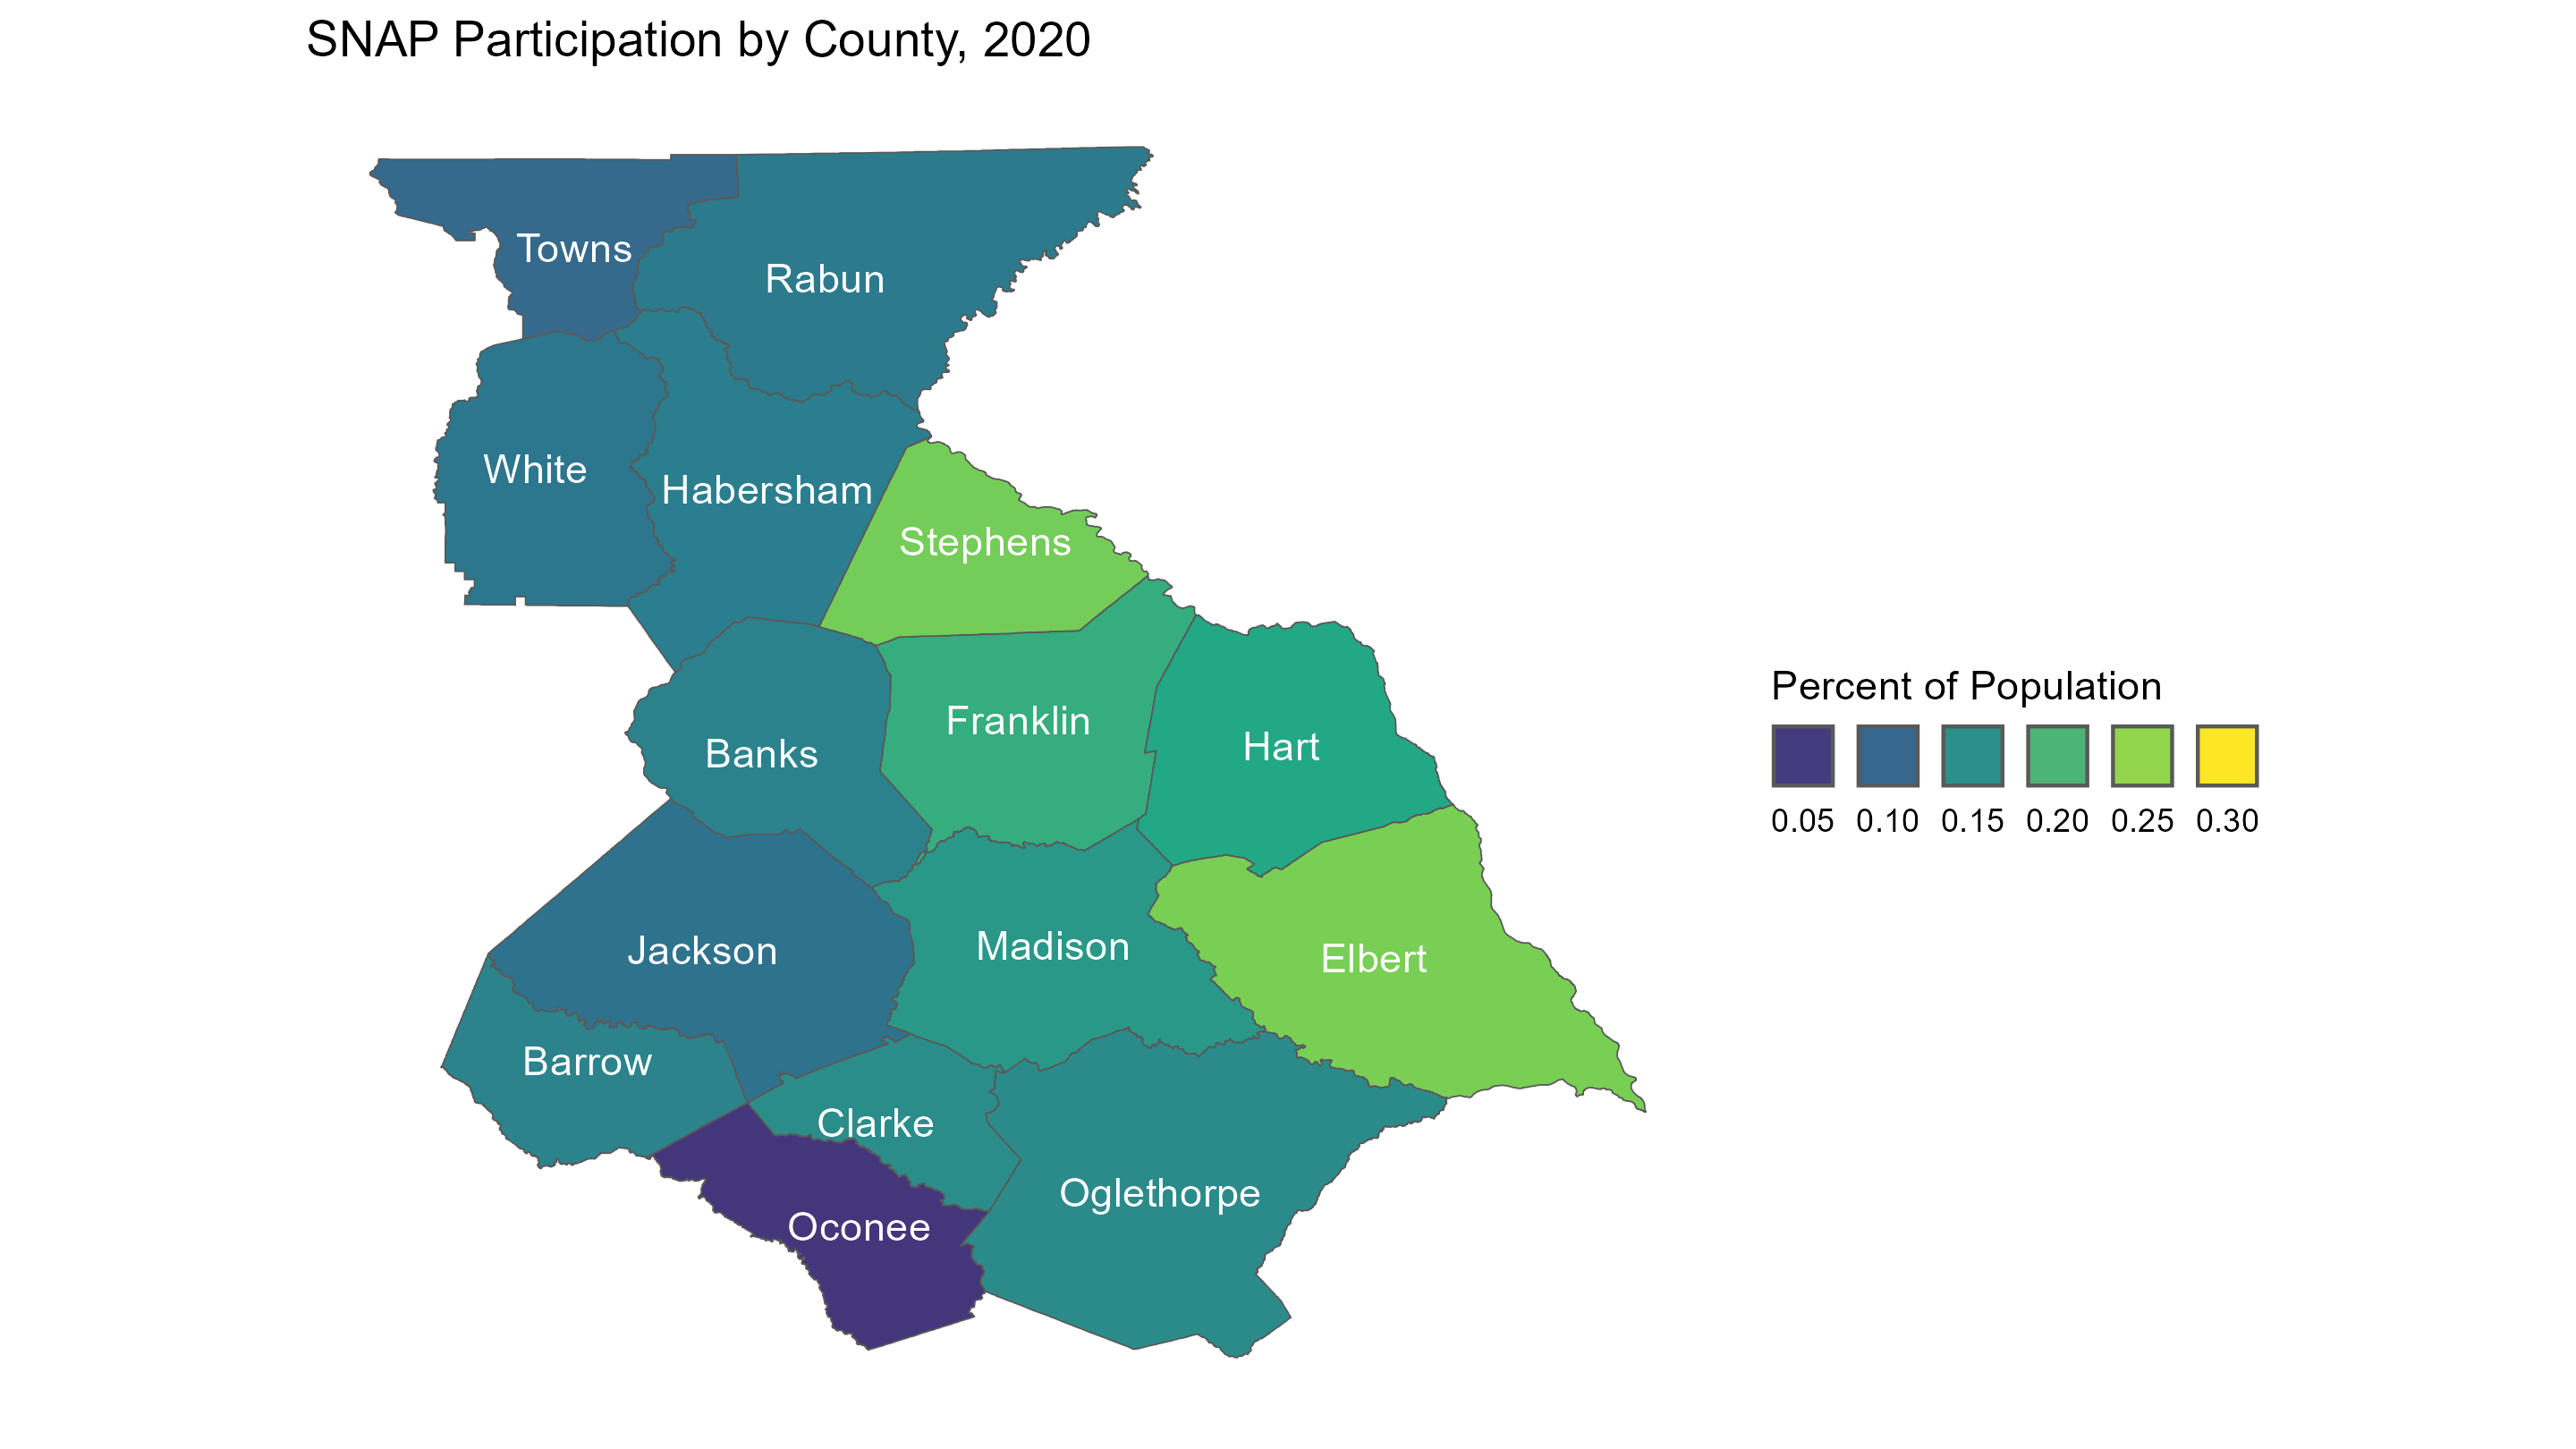 SNAP Participation by County, 2020
Towns
Rabun
White
Habersham
Stephens
Franklin
Hart
Banks
Jackson
Madison
Elbert
Barrow
Clarke
Oglethorpe
Oconee
Percent of Population
0.05 0.10 0.15 0.20 0.25 0.30